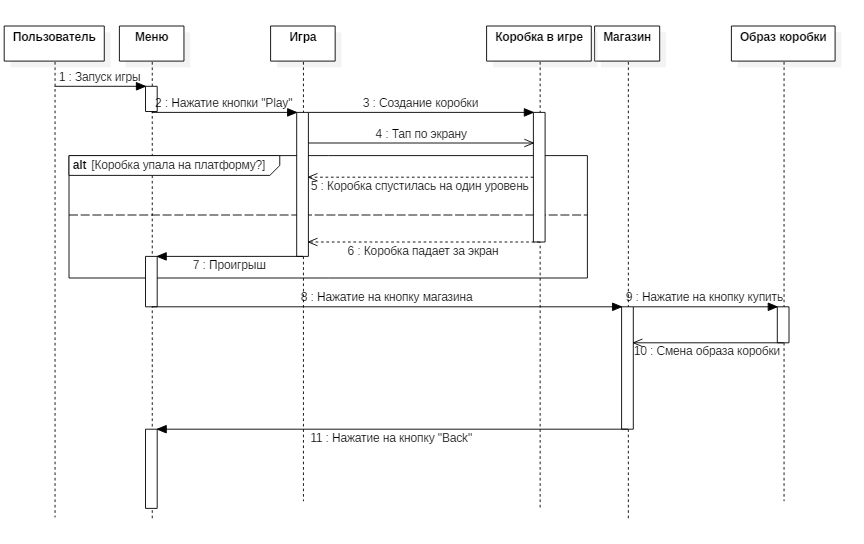 Пользователь
Меню
Игра
Коробка в игре
Магазин
Образ коробки
1 : Запуск игры
2 : Нажатие кнопки "Play"
3 : Создание коробки
4 : Тап по экрану
alt [Коробка упала на платформу?]
5 : Коробка спустилась на один уровень
6 : Коробка падает за экран
7 : Проигрыш
8 : Нажатие на кнопку магазина
9 : Нажатие на кнопку купить
10 : Смена образа коробки
11 : Нажатие на кнопку "Back"